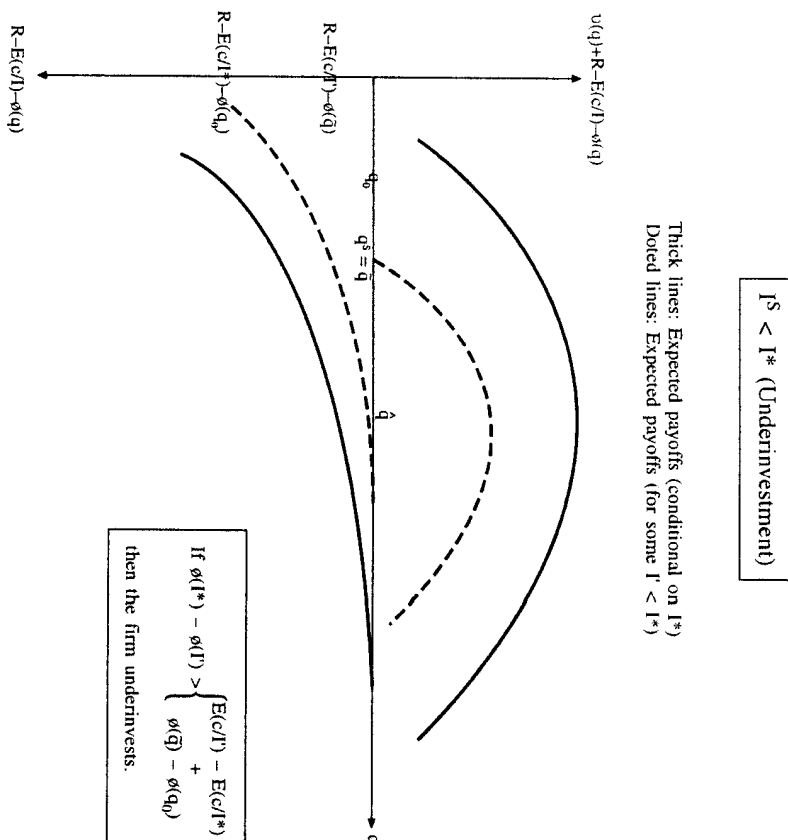 I^S < I* (Underinvestment)
Thick lines: Expected payoffs (conditional on I*)
Doted lines: Expected payoffs (for some I' < I*)
υ(q)+R–E(c/I)–ø(q)
q₀
q^s = q̃
q̂
q
R–E(c/I')–ø(q̃)
R–E(c/I*)–ø(q₀)
E(c/I') – E(c/I*)
If ø(I*) – ø(I') > { +
ø(q̃) – ø(q₀)
then the firm underinvests.
R–E(c/I)–ø(q)